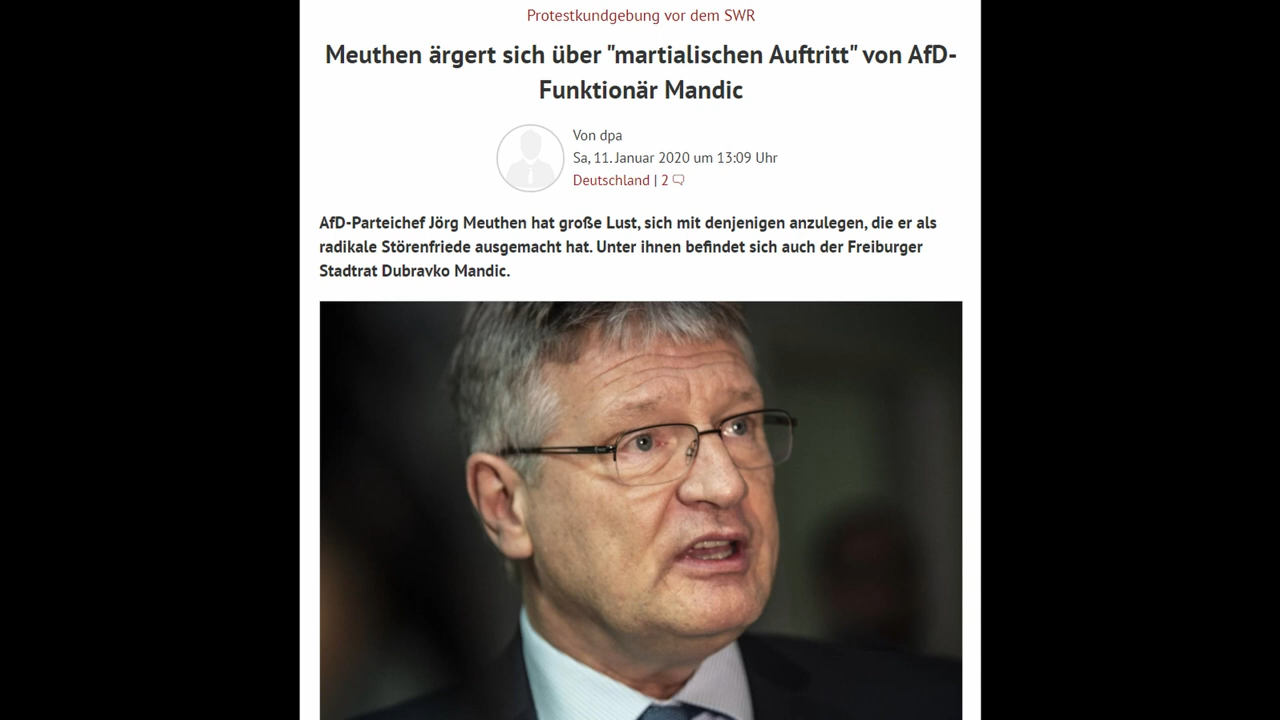 Protestkundgebung vor dem SWR
Meuthen ärgert sich über "martialischen Auftritt" von AfD-
Funktionär Mandic
Von dpa
Sa, 11. Januar 2020 um 13:09 Uhr
Deutschland | 2
AfD-Parteichef Jörg Meuthen hat große Lust, sich mit denjenigen anzulegen, die er als
radikale Störenfriede ausgemacht hat. Unter ihnen befindet sich auch der Freiburger
Stadtrat Dubravko Mandic.